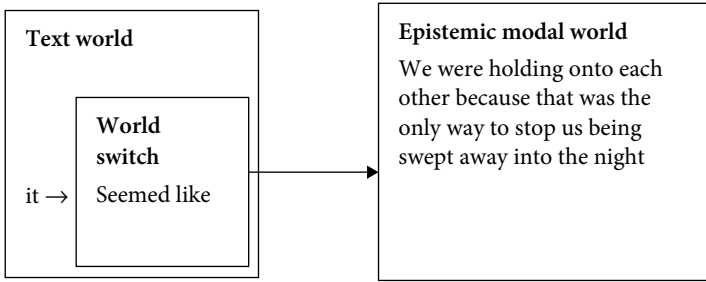 Text world
World
switch
it → Seemed like
Epistemic modal world
We were holding onto each
other because that was the
only way to stop us being
swept away into the night